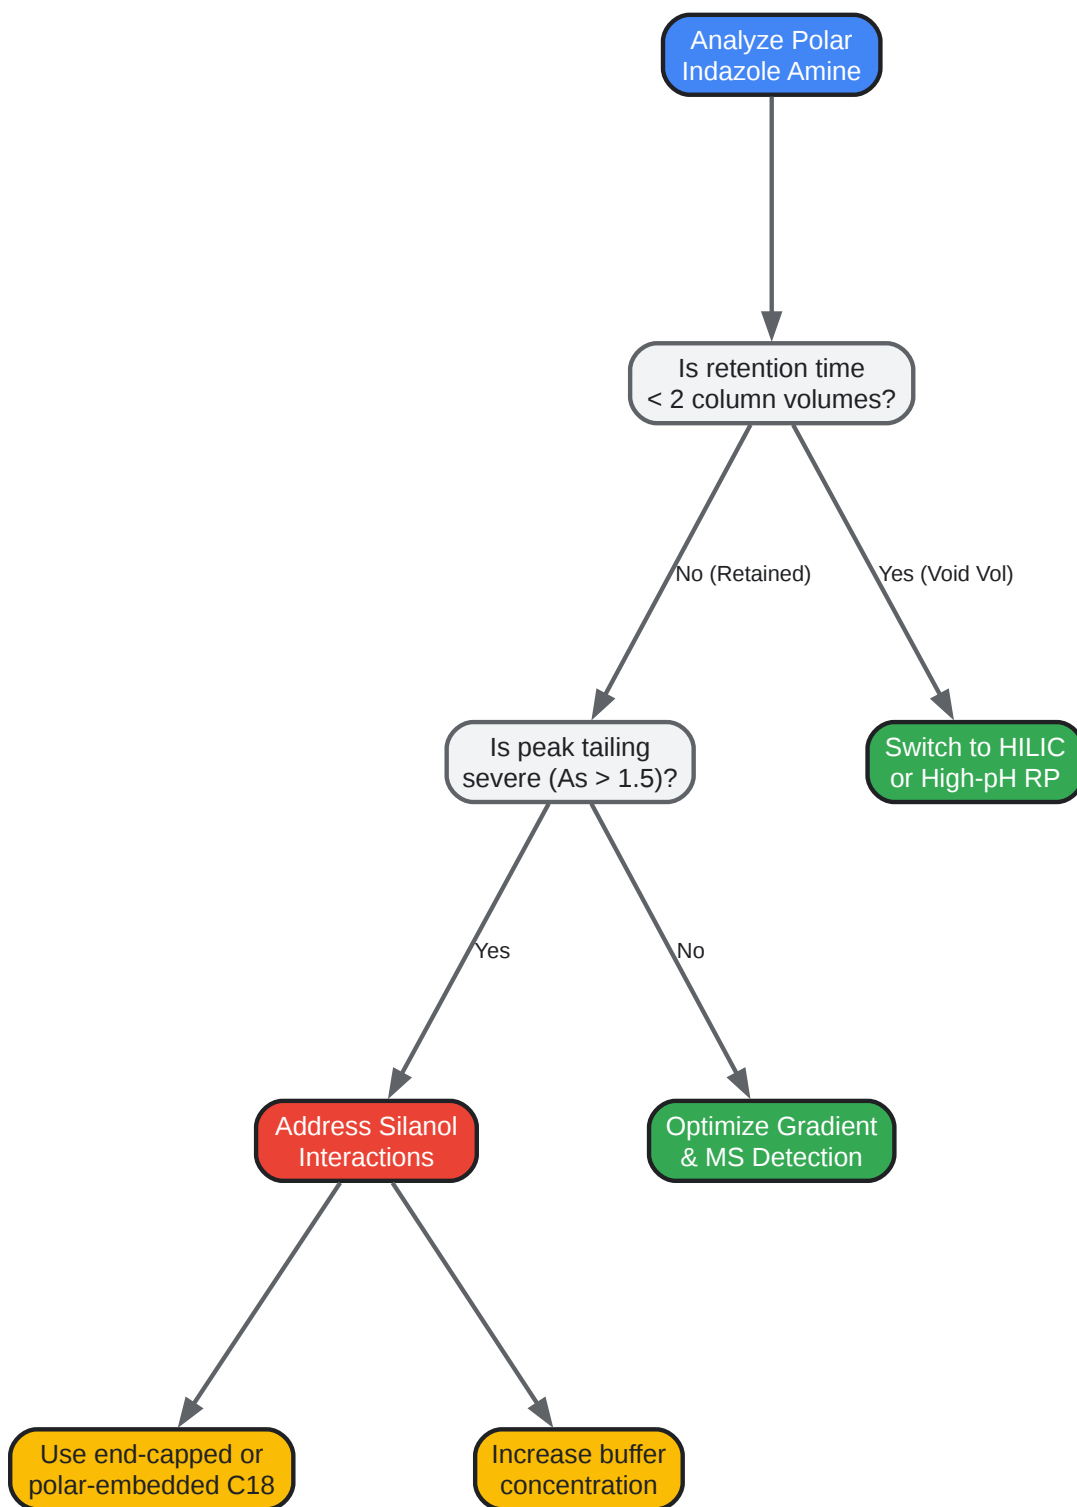 Analyze Polar
Indazole Amine
Is retention time
< 2 column volumes?
No (Retained)
Yes (Void Vol)
Is peak tailing
severe (As > 1.5)?
Switch to HILIC
or High-pH RP
Yes
No
Address Silanol
Interactions
Optimize Gradient
& MS Detection
Use end-capped or
polar-embedded C18
Increase buffer
concentration